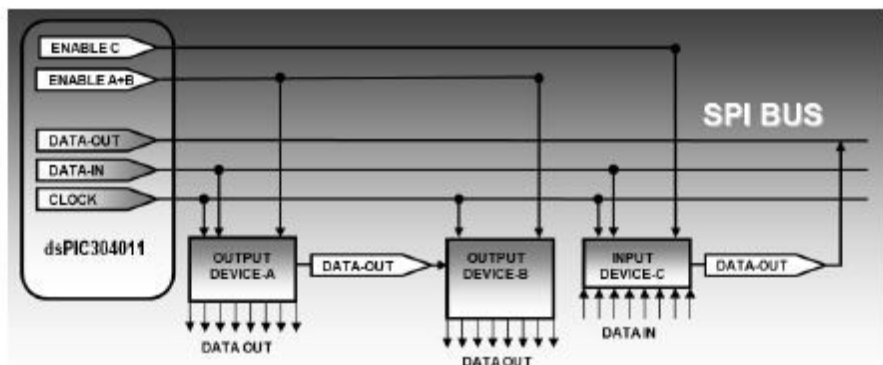 ENABLE C
ENABLE A+B
DATA-OUT
SPI BUS
DATA-IN
CLOCK
dsPIC304011
OUTPUT
DEVICE-A
DATA-OUT
OUTPUT
DEVICE-B
INPUT
DEVICE-C
DATA-OUT
DATA OUT
DATA OUT
DATA IN